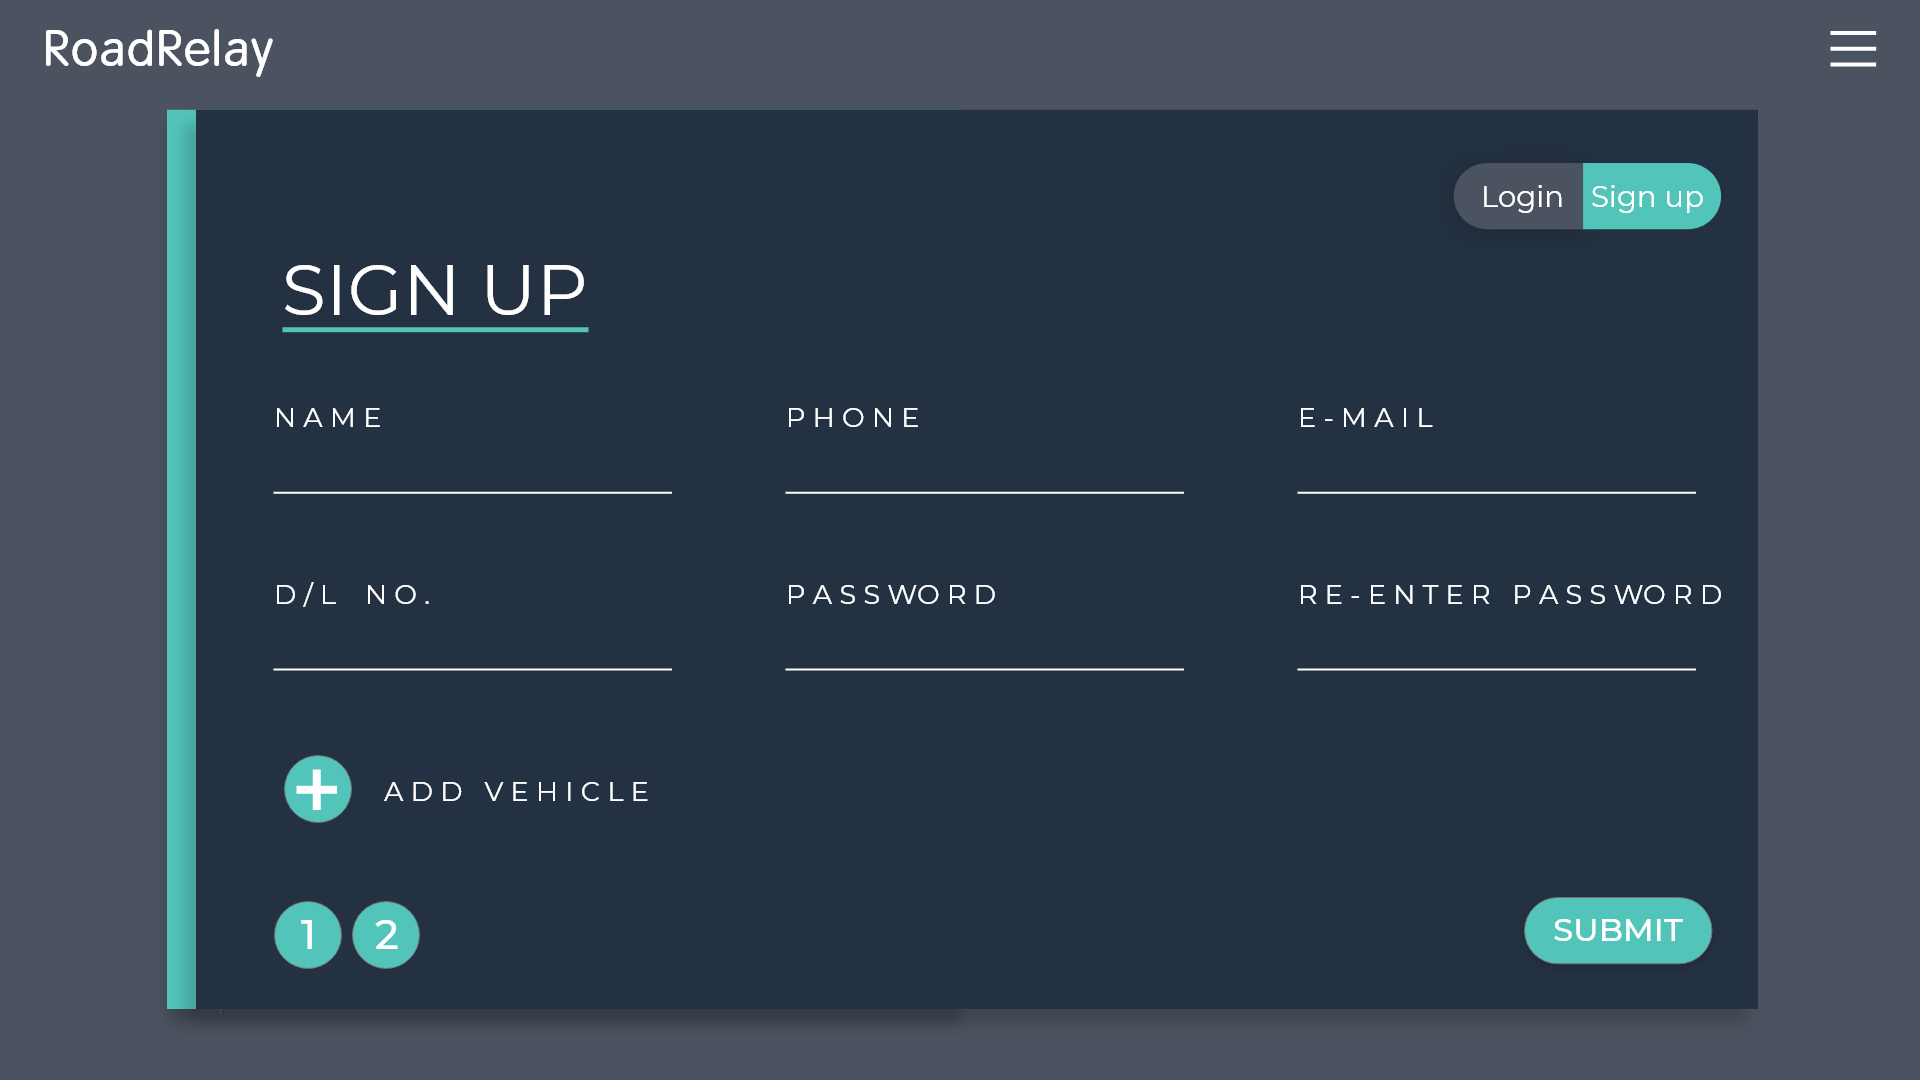 RoadRelay
Login Sign up
SIGN UP
NAME PHONE E-MAIL
D/L NO. PASSWORD RE-ENTER PASSWORD
ADD VEHICLE
1 2 SUBMIT